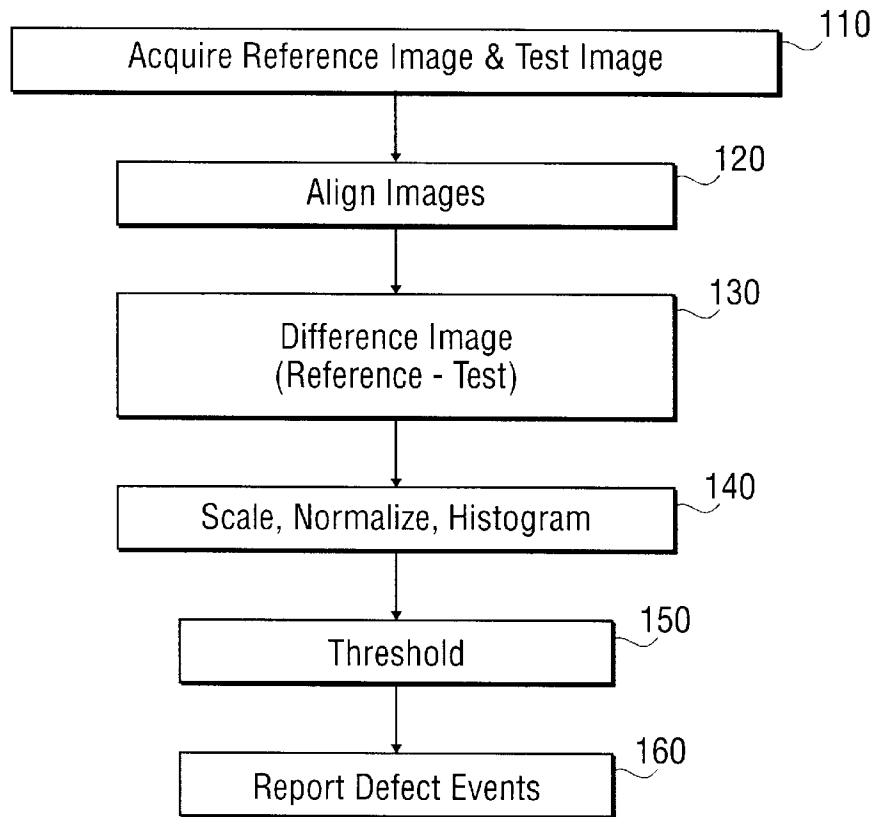 110
Acquire Reference Image & Test Image
120
Align Images
130
Difference Image
(Reference - Test)
140
Scale, Normalize, Histogram
150
Threshold
160
Report Defect Events